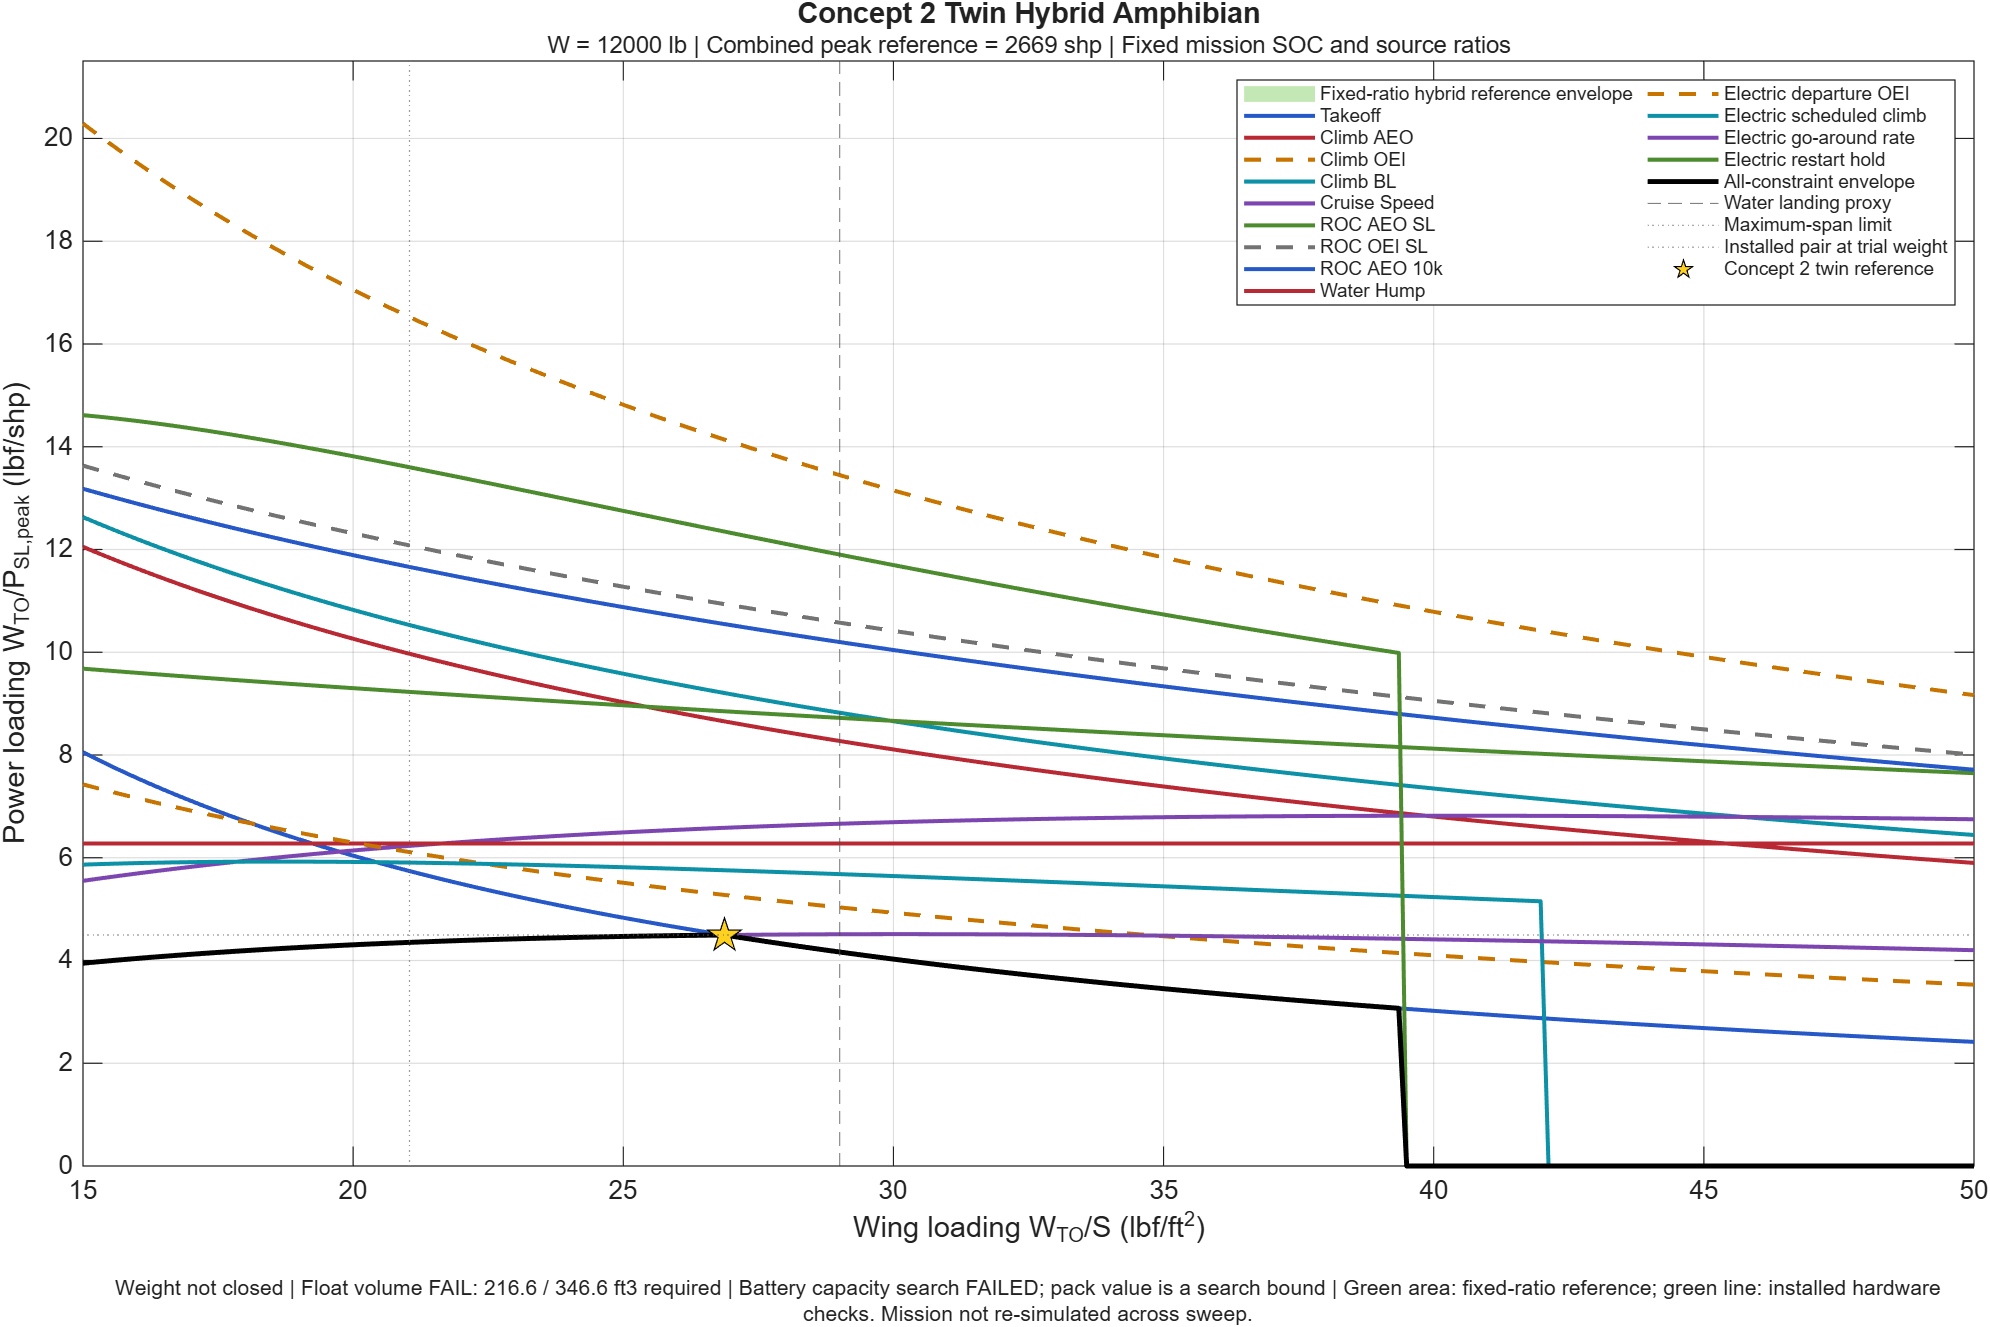 Concept 2 Twin Hybrid Amphibian
W = 12000 lb | Combined peak reference = 2669 shp | Fixed mission SOC and source ratios
Fixed-ratio hybrid reference envelope
Takeoff
Climb AEO
Climb OEI
Climb BL
Cruise Speed
ROC AEO SL
ROC OEI SL
ROC AEO 10k
Water Hump
Electric departure OEI
Electric scheduled climb
Electric go-around rate
Electric restart hold
All-constraint envelope
Water landing proxy
Maximum-span limit
Installed pair at trial weight
Concept 2 twin reference
Power loading W_TO/P_SL,peak (lbf/shp)
20
18
16
14
12
10
8
6
4
2
0
15
20
25
30
35
40
45
50
Wing loading W_TO/S (lbf/ft²)
Weight not closed | Float volume FAIL: 216.6 / 346.6 ft3 required | Battery capacity search FAILED; pack value is a search bound | Green area: fixed-ratio reference; green line: installed hardware
checks. Mission not re-simulated across sweep.